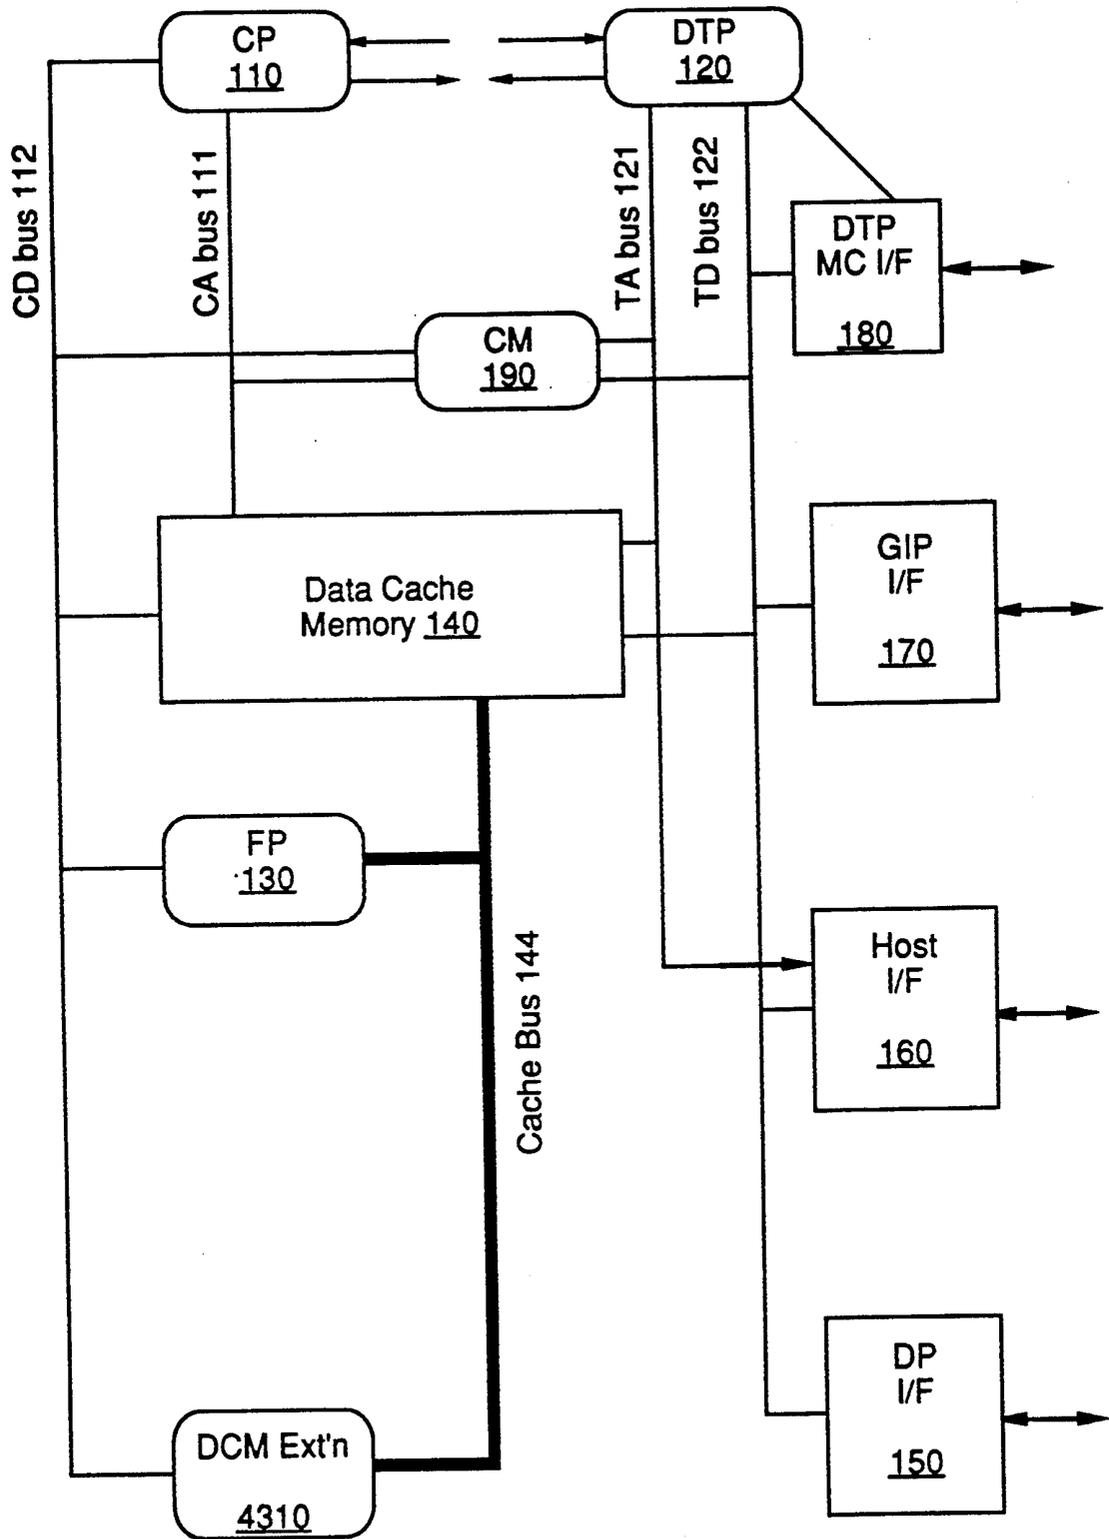 CP
110
DTP
120
CD bus 112
CA bus 111
TA bus 121
TD bus 122
DTP
MC I/F
180
CM
190
Data Cache
Memory 140
GIP
I/F
170
FP
130
Cache Bus 144
Host
I/F
160
DP
I/F
150
DCM Ext'n
4310